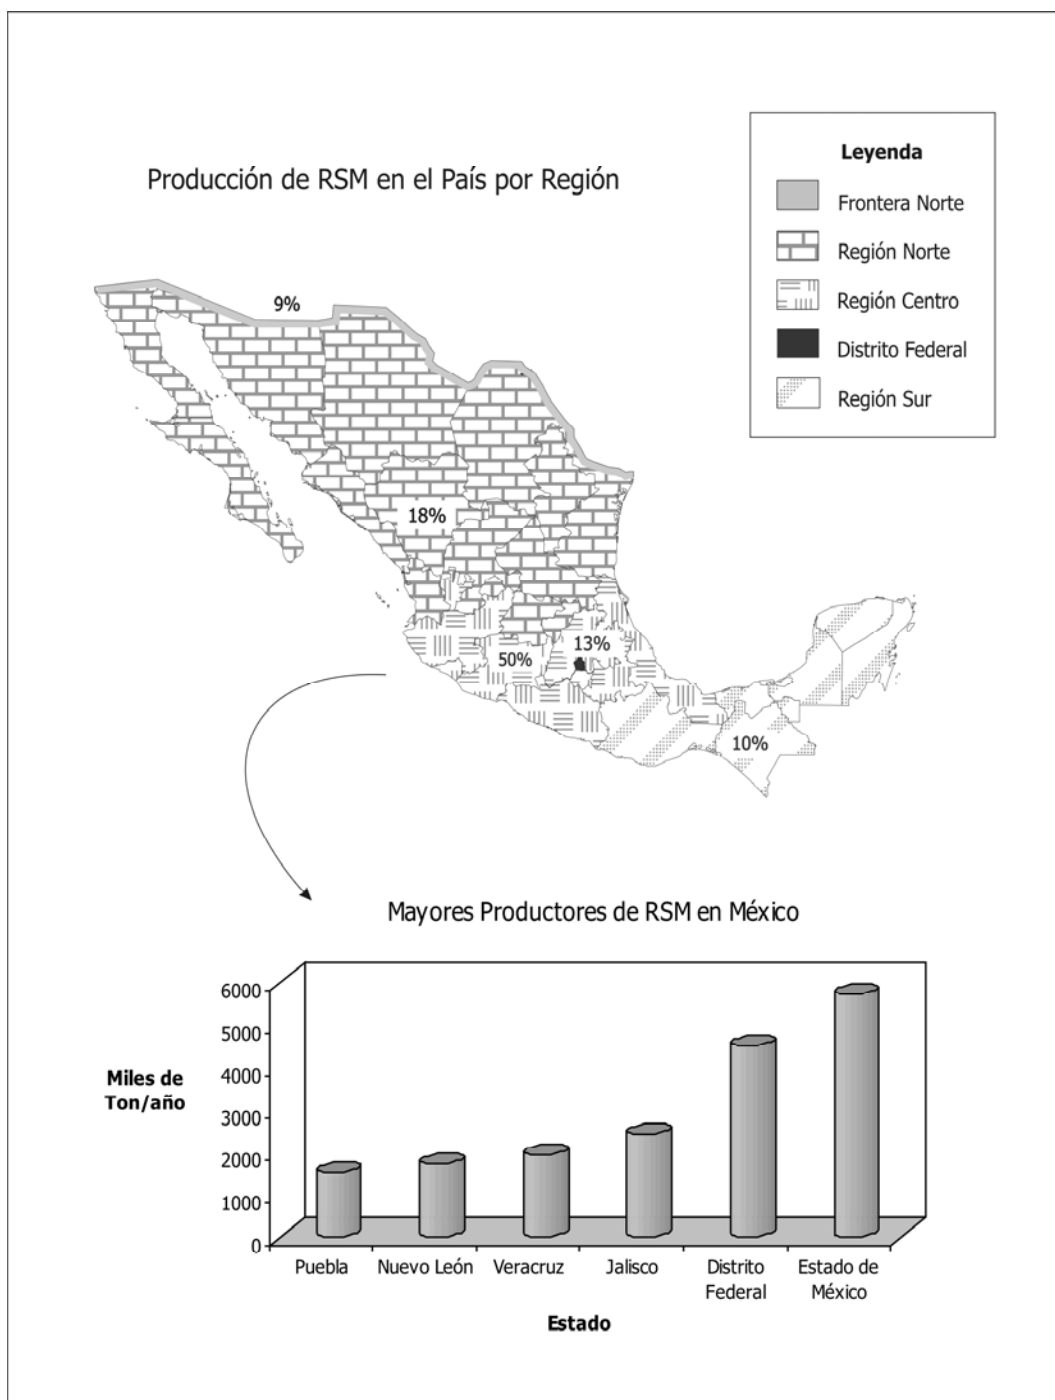 Leyenda
Frontera Norte
Región Norte
Región Centro
Distrito Federal
Región Sur
Producción de RSM en el País por Región
9%
18%
13%
50%
10%
Mayores Productores de RSM en México
6000
5000
4000
3000
2000
1000
0
Miles de
Ton/año
Puebla
Nuevo León
Veracruz
Jalisco
Distrito
Federal
Estado de
México
Estado